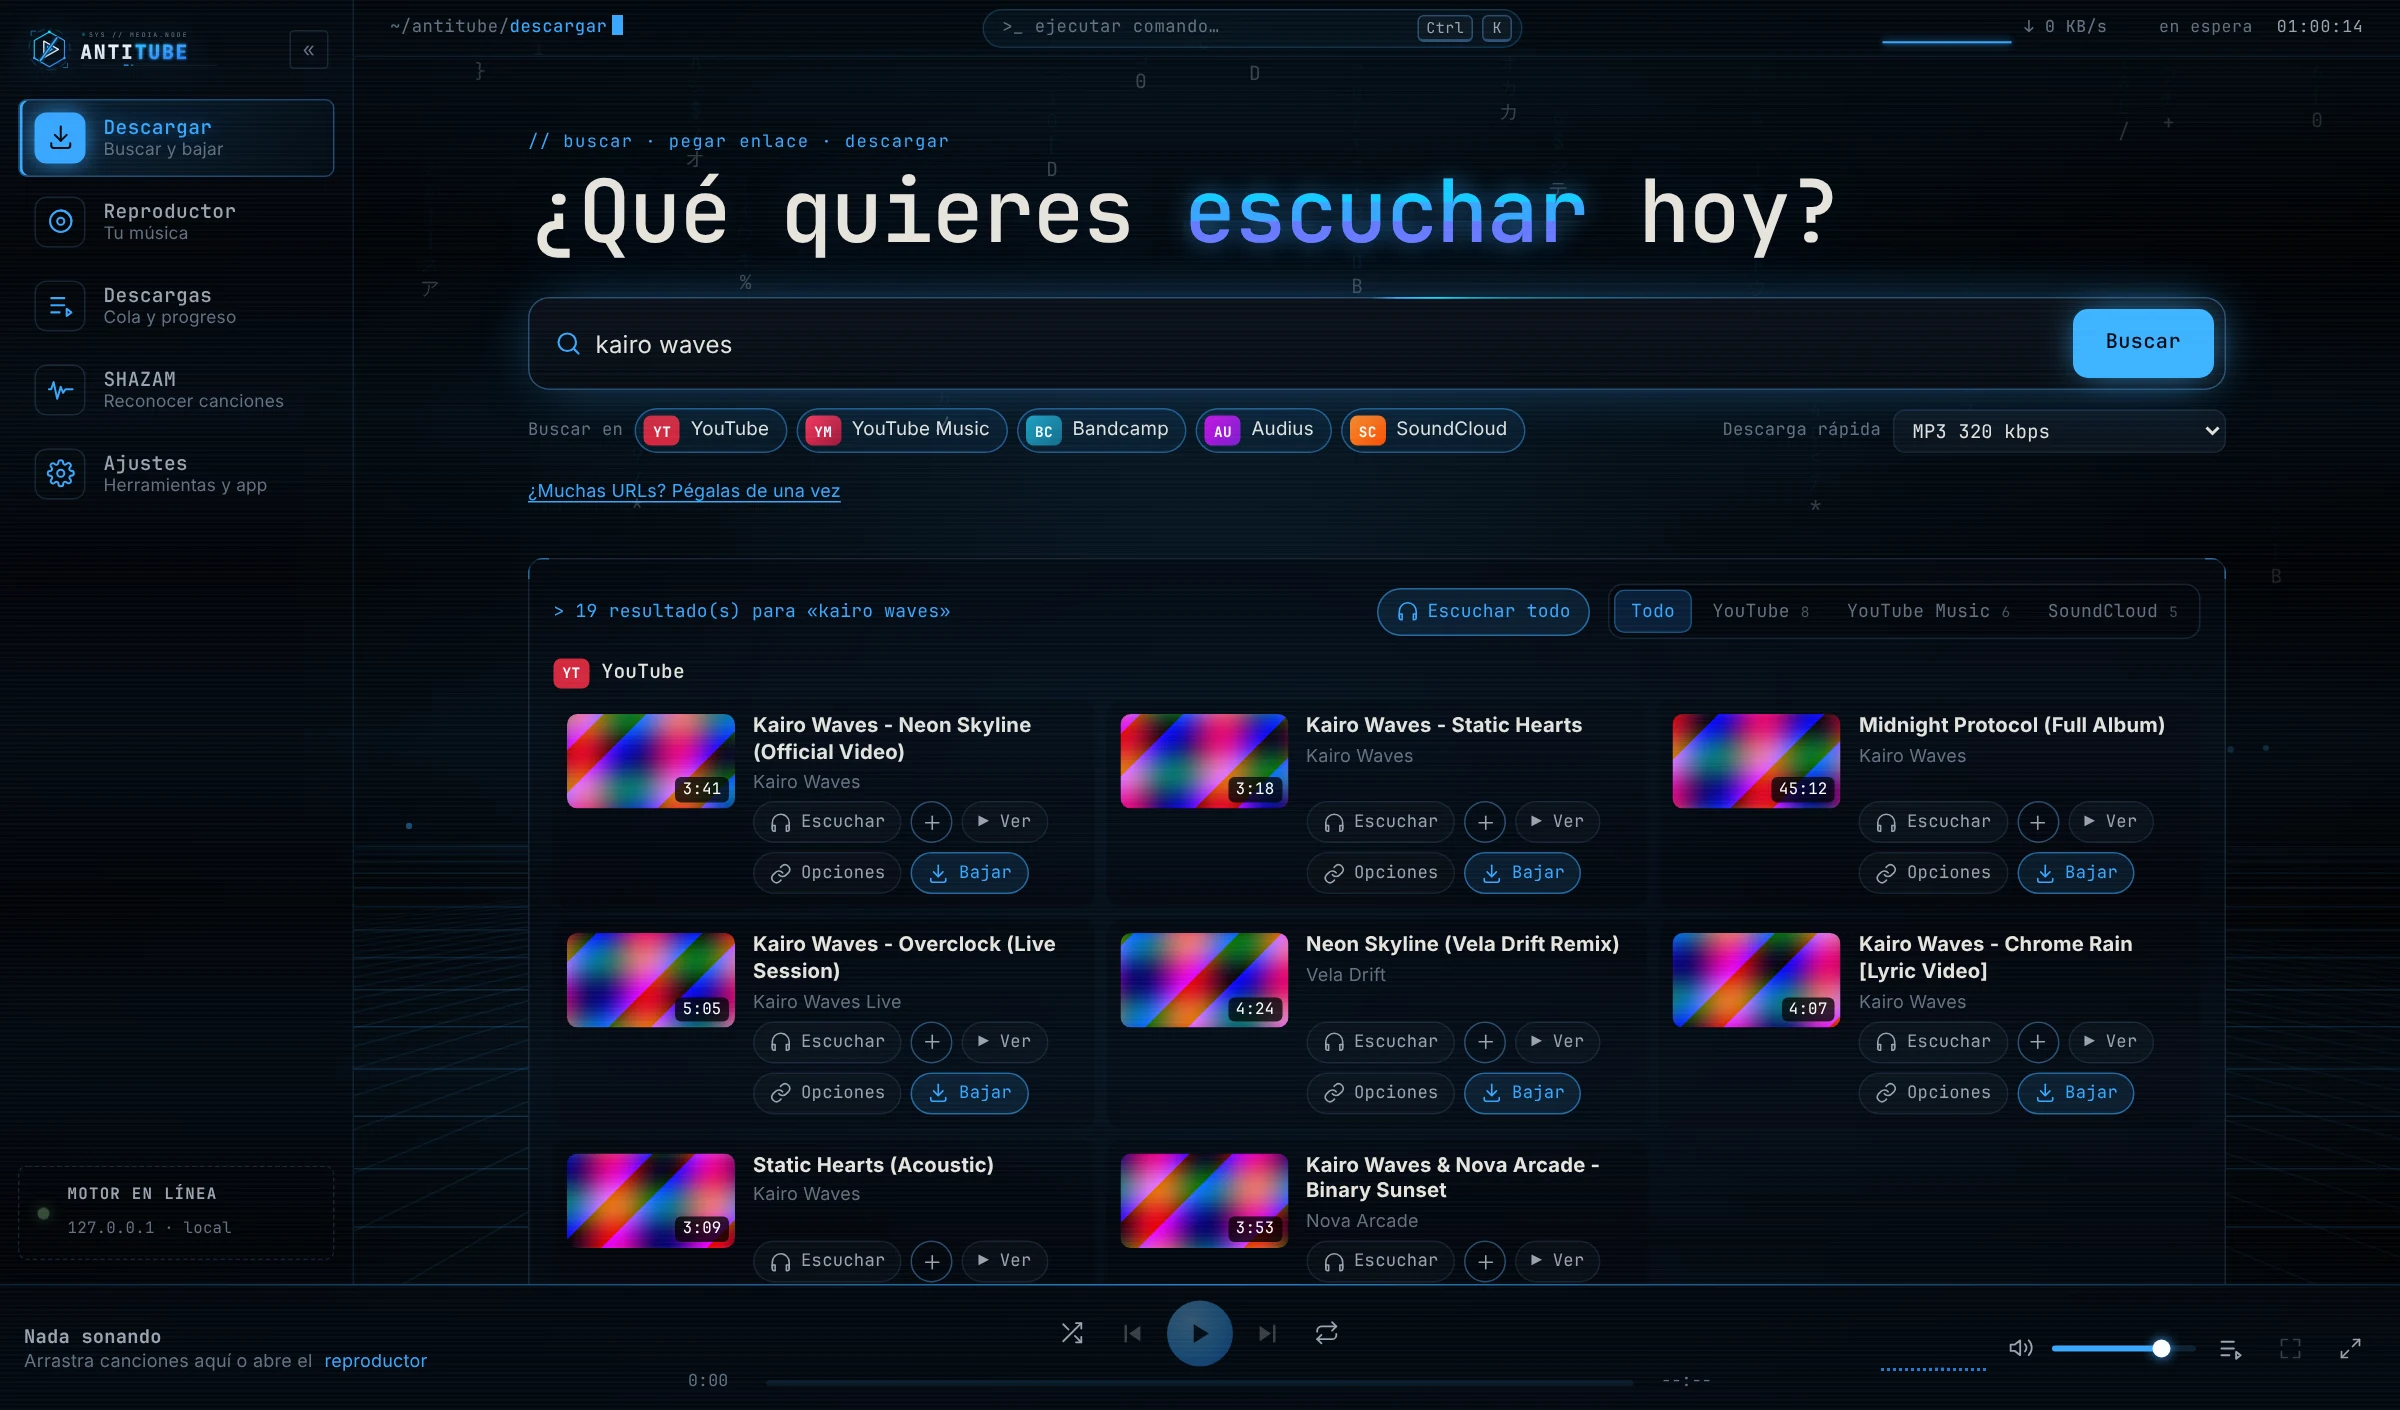 SYS // MEDIA.NODE
ANTITUBE
«
~/antitube/descargar
>_ ejecutar comando…
Ctrl K
↓ 0 KB/s
en espera
01:00:14
Descargar
Buscar y bajar
Reproductor
Tu música
Descargas
Cola y progreso
SHAZAM
Reconocer canciones
Ajustes
Herramientas y app
MOTOR EN LÍNEA
127.0.0.1 · local
// buscar · pegar enlace · descargar
¿Qué quieres escuchar hoy?
kairo waves
Buscar
Buscar en
YT YouTube
YM YouTube Music
BC Bandcamp
AU Audius
SC SoundCloud
Descarga rápida
MP3 320 kbps
¿Muchas URLs? Pégalas de una vez
> 19 resultado(s) para «kairo waves»
Escuchar todo
Todo
YouTube 8
YouTube Music 6
SoundCloud 5
YT YouTube
3:41
Kairo Waves - Neon Skyline
(Official Video)
Kairo Waves
Escuchar + Ver
Opciones Bajar
3:18
Kairo Waves - Static Hearts
Kairo Waves
Escuchar + Ver
Opciones Bajar
45:12
Midnight Protocol (Full Album)
Kairo Waves
Escuchar + Ver
Opciones Bajar
5:05
Kairo Waves - Overclock (Live
Session)
Kairo Waves Live
Escuchar + Ver
Opciones Bajar
4:24
Neon Skyline (Vela Drift Remix)
Vela Drift
Escuchar + Ver
Opciones Bajar
4:07
Kairo Waves - Chrome Rain
[Lyric Video]
Kairo Waves
Escuchar + Ver
Opciones Bajar
3:09
Static Hearts (Acoustic)
Kairo Waves
Escuchar + Ver
3:53
Kairo Waves & Nova Arcade -
Binary Sunset
Nova Arcade
Escuchar + Ver
Nada sonando
Arrastra canciones aquí o abre el reproductor
0:00
--:--